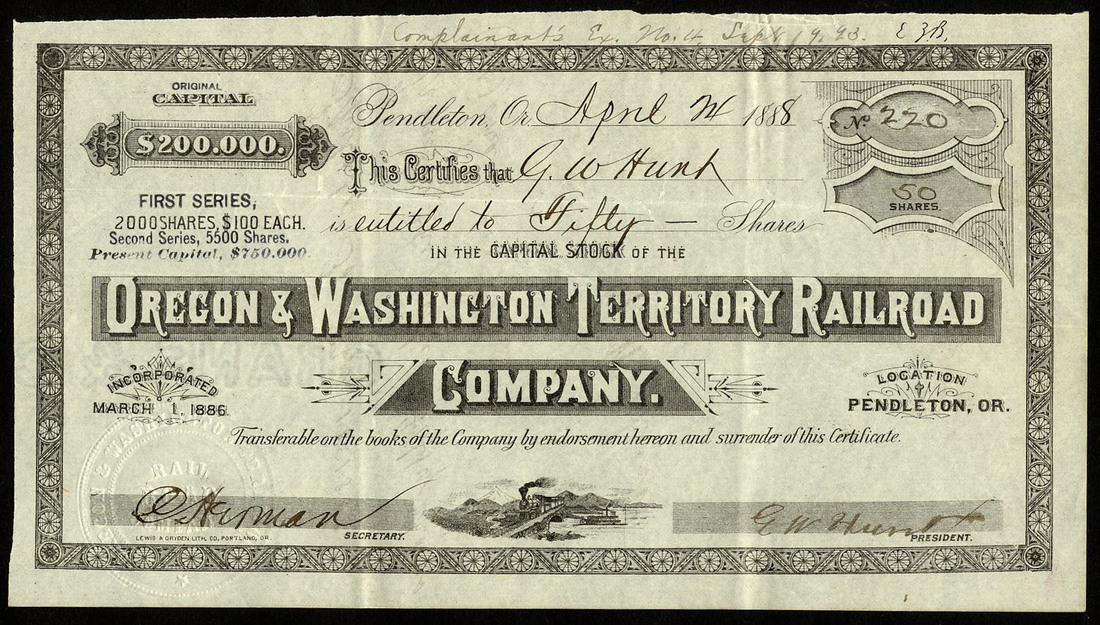 Complainant's Ex. No. 4 Sept 19. 93. E Z B.
ORIGINAL
CAPITAL
$200.000.
FIRST SERIES,
2000 SHARES, $100 EACH.
Second Series, 5500 Shares,
Present Capital, $750.000.
Pendleton, Or. April 24 1888
No 220
This Certifies that G. W Hunt
50
SHARES.
is entitled to Fifty — Shares
IN THE CAPITAL STOCK OF THE
OREGON & WASHINGTON TERRITORY RAILROAD
COMPANY.
INCORPORATED
MARCH 1, 1886
LOCATION
PENDLETON, OR.
Transferable on the books of the Company by endorsement hereon and surrender of this Certificate.
RAIL
SECRETARY.
LEWIS & DRYDEN LITH. CO, PORTLAND, OR.
G W Hunt
PRESIDENT.